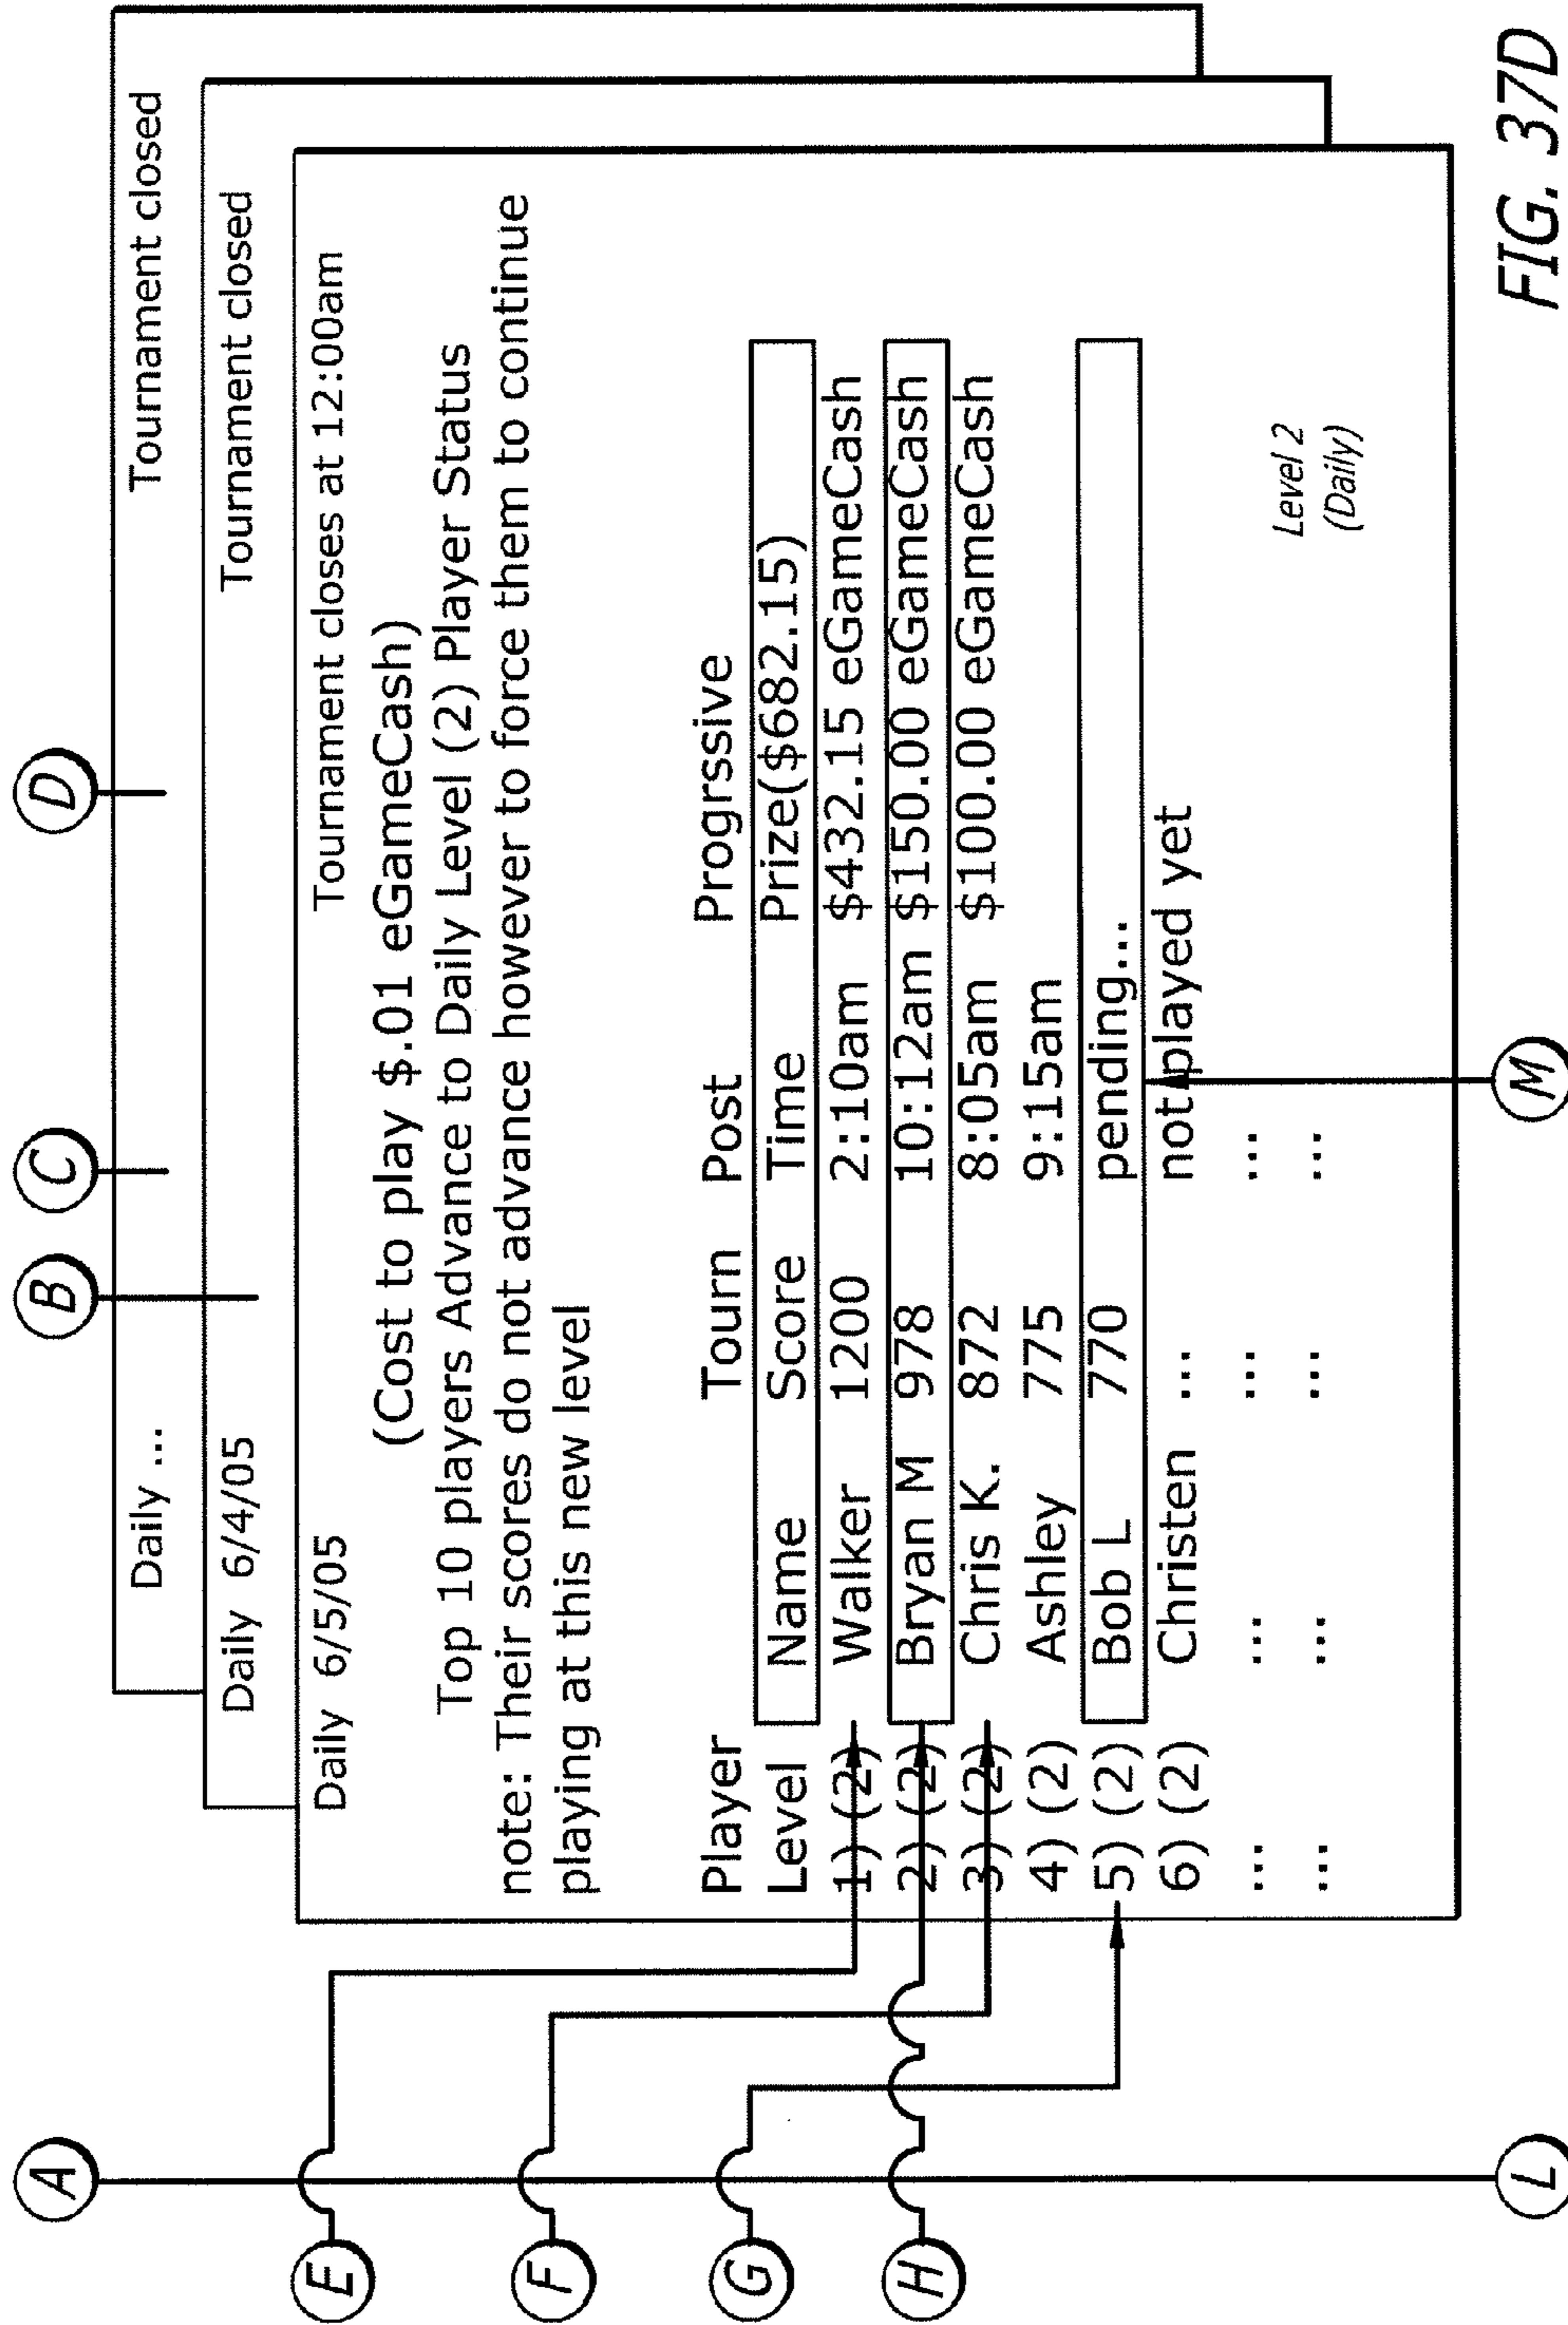 A
B
C
D
Daily ... Tournament closed
Daily 6/4/05 Tournament closed
Daily 6/5/05 Tournament closes at 12:00am
(Cost to play $.01 eGameCash)
Top 10 players Advance to Daily Level (2) Player Status
note: Their scores do not advance however to force them to continue
playing at this new level
Player Tourn Post Progrssive
Level Name Score Time Prize($682.15)
1) (2) Walker 1200 2:10am $432.15 eGameCash
2) (2) Bryan M 978 10:12am $150.00 eGameCash
3) (2) Chris K. 872 8:05am $100.00 eGameCash
4) (2) Ashley 775 9:15am
5) (2) Bob L 770 pending...
6) (2) Christen ... not played yet
... ... ... ...
... ... ... ...
Level 2
(Daily)
E
F
G
H
L
M
FIG. 37D